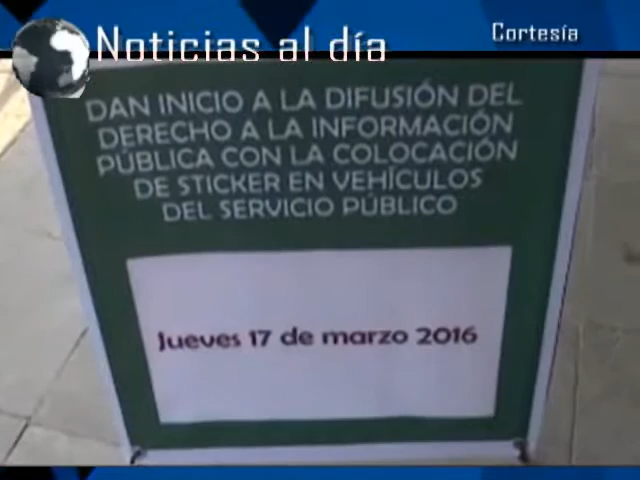 Noticias al día
Cortesía
DAN INICIO A LA DIFUSIÓN DEL
DERECHO A LA INFORMACIÓN
PÚBLICA CON LA COLOCACIÓN
DE STICKER EN VEHÍCULOS
DEL SERVICIO PÚBLICO
Jueves 17 de marzo 2016